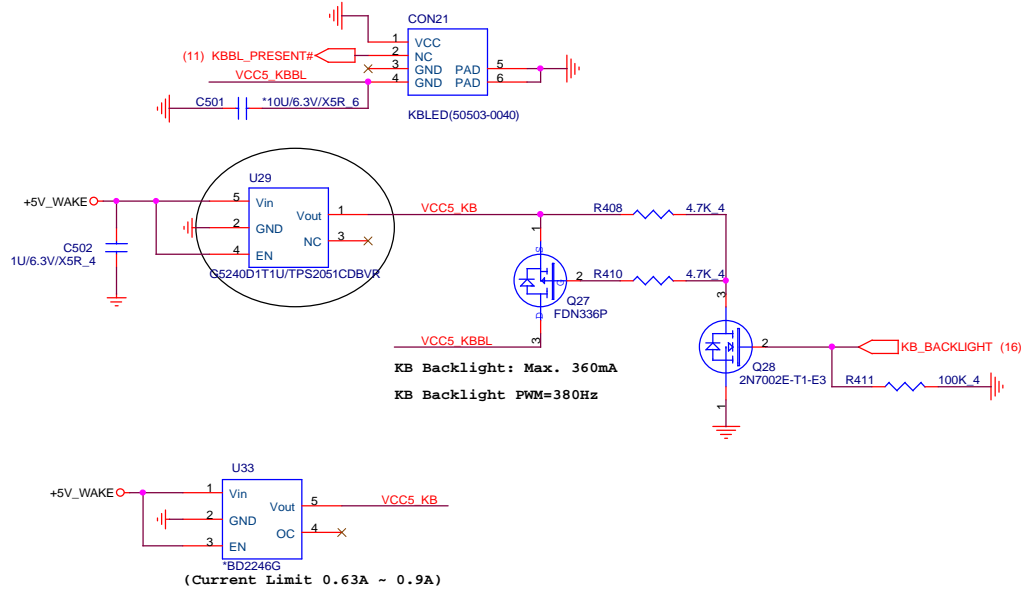 CON21
1 VCC
(11) KBBL_PRESENT# 2 NC
3 GND PAD 5
VCC5_KBBL 4 GND PAD 6
C501 *10U/6.3V/X5R_6
KBLED(50503-0040)
U29
+5V_WAKE 5 Vin
Vout 1 VCC5_KB R408 4.7K_4
2 GND
NC 3
4 EN
C502
1U/6.3V/X5R_4
G5240D1T1U/TPS2051CDBVR
1 S
2 G R410 4.7K_4
Q27
FDN336P
D 3
VCC5_KBBL
3
2 KB_BACKLIGHT (16)
Q28
2N7002E-T1-E3
R411 100K_4
1
KB Backlight: Max. 360mA
KB Backlight PWM=380Hz
U33
+5V_WAKE 1 Vin
Vout 5 VCC5_KB
2 GND
OC 4
3 EN
*BD2246G
(Current Limit 0.63A ~ 0.9A)